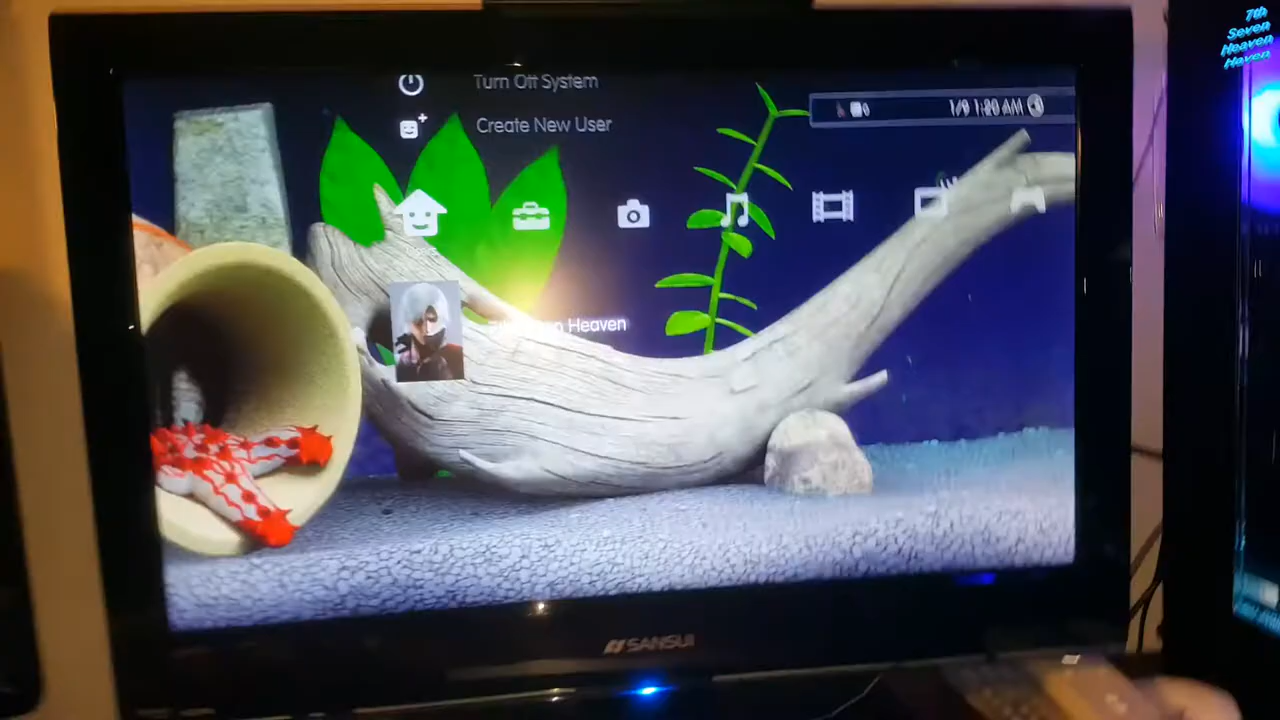 7th
Seven
Heaven
Haven
Turn Off System
1/9 1:20 AM
Create New User
Heaven
SANSUI